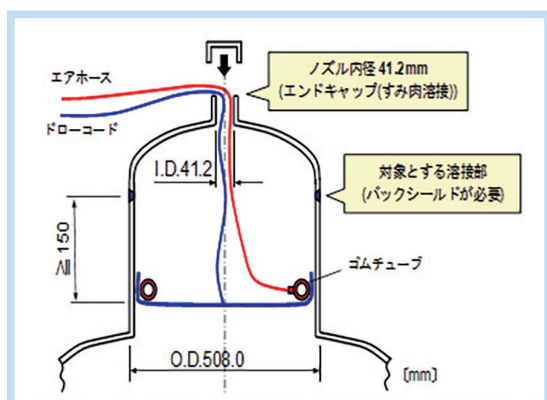 ノズル内径 41.2mm
(エンドキャップ(すみ肉溶接))
エアホース
ドローコード
I.D.41.2
対象とする溶接部
(バックシールドが必要)
≧150
ゴムチューブ
O.D.508.0
[mm]